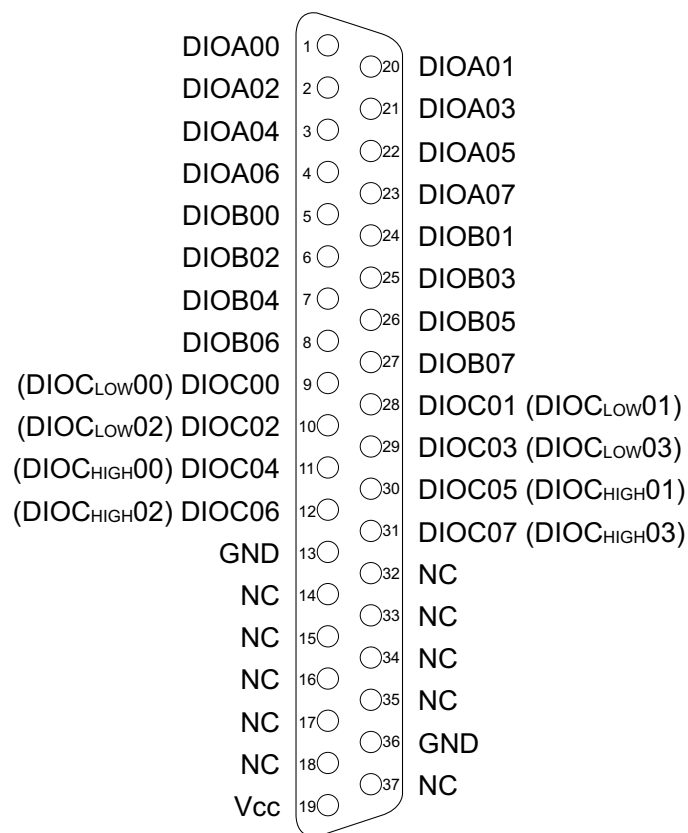 DIOA00 1
20 DIOA01
DIOA02 2
21 DIOA03
DIOA04 3
22 DIOA05
DIOA06 4
23 DIOA07
DIOB00 5
24 DIOB01
DIOB02 6
25 DIOB03
DIOB04 7
26 DIOB05
DIOB06 8
27 DIOB07
(DIOCLOW00) DIOC00 9
28 DIOC01 (DIOCLOW01)
(DIOCLOW02) DIOC02 10
29 DIOC03 (DIOCLOW03)
(DIOCHIGH00) DIOC04 11
30 DIOC05 (DIOCHIGH01)
(DIOCHIGH02) DIOC06 12
31 DIOC07 (DIOCHIGH03)
GND 13
32 NC
NC 14
33 NC
NC 15
34 NC
NC 16
35 NC
NC 17
36 GND
NC 18
37 NC
Vcc 19